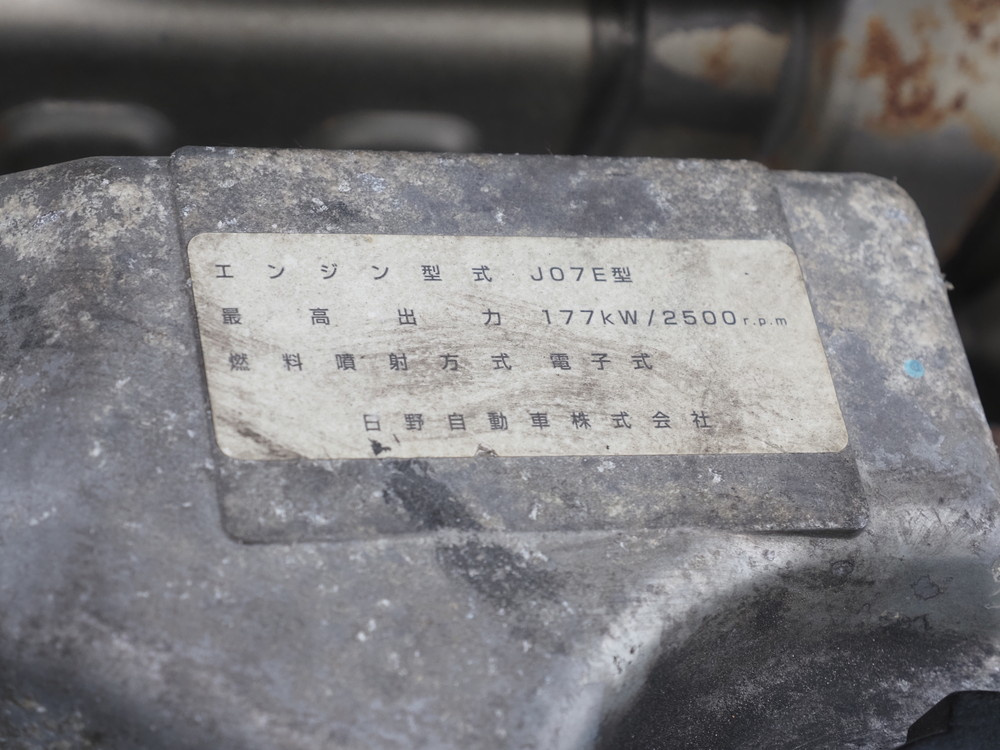 エンジン型式 J07E型
最高出力 177kW/2500r.p.m
燃料噴射方式 電子式
日野自動車株式会社